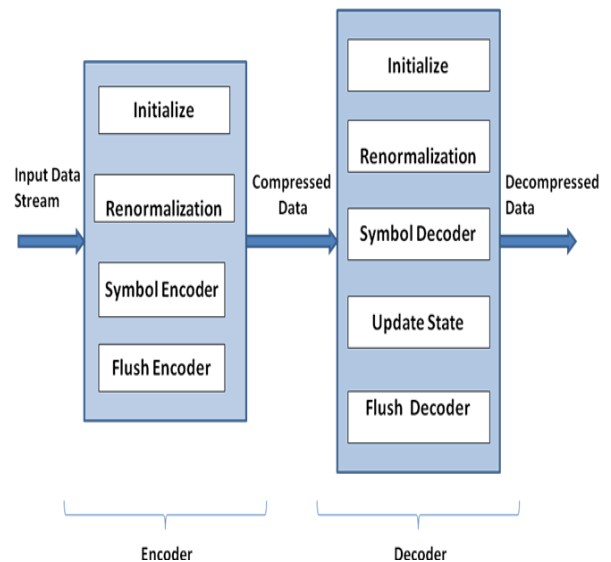 Input Data
Stream
Initialize
Renormalization
Symbol Encoder
Flush Encoder
Compressed
Data
Initialize
Renormalization
Symbol Decoder
Update State
Flush Decoder
Decompressed
Data
Encoder
Decoder